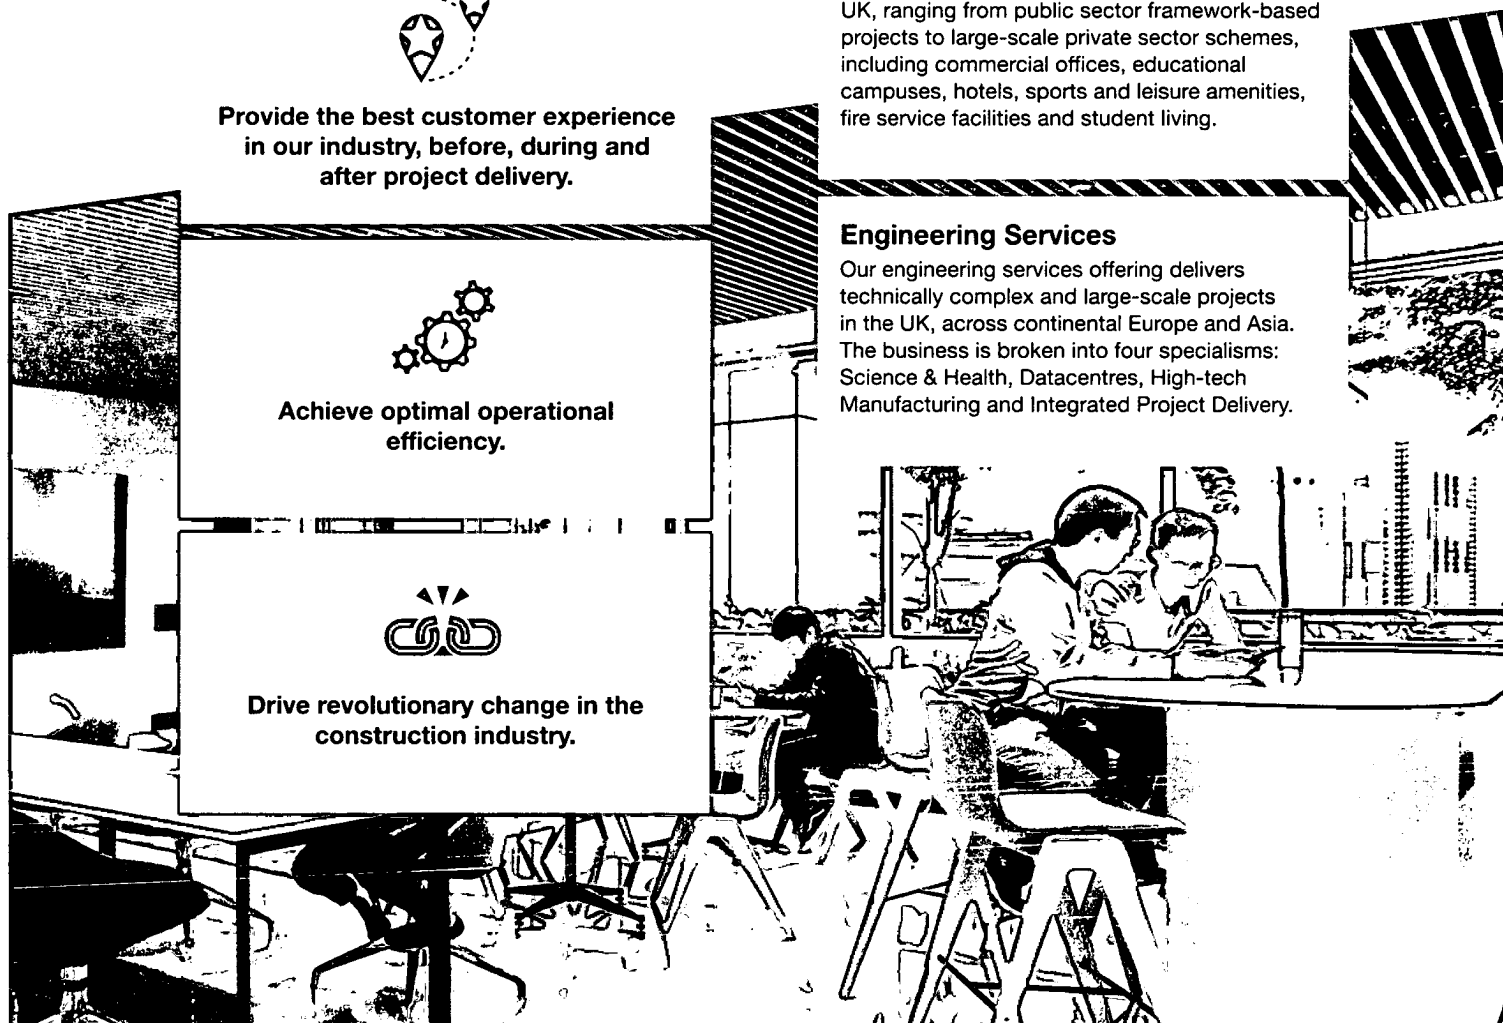 Provide the best customer experience
in our industry, before, during and
after project delivery.
Achieve optimal operational
efficiency.
Drive revolutionary change in the
construction industry.
UK, ranging from public sector framework-based
projects to large-scale private sector schemes,
including commercial offices, educational
campuses, hotels, sports and leisure amenities,
fire service facilities and student living.
Engineering Services
Our engineering services offering delivers
technically complex and large-scale projects
in the UK, across continental Europe and Asia.
The business is broken into four specialisms:
Science & Health, Datacentres, High-tech
Manufacturing and Integrated Project Delivery.